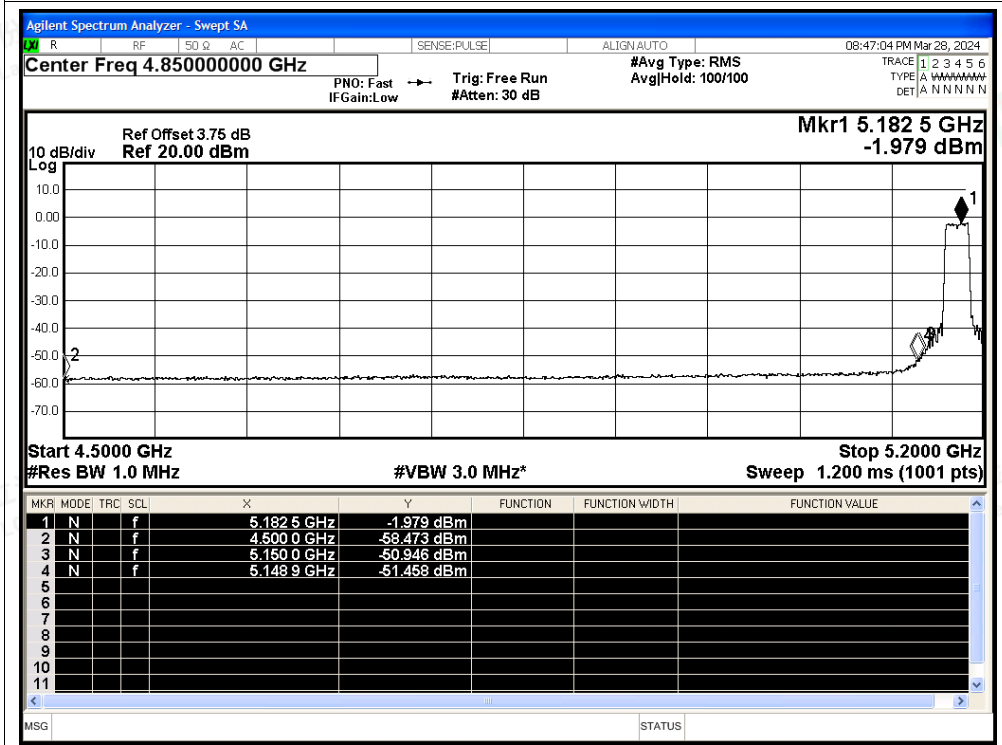 Agilent Spectrum Analyzer - Swept SA
LXI R RF 50 Ω AC SENSE:PULSE ALIGN AUTO 08:47:04 PM Mar 28, 2024
Center Freq 4.850000000 GHz #Avg Type: RMS TRACE 1 2 3 4 5 6
PNO: Fast Trig: Free Run Avg|Hold: 100/100 TYPE A WWWWW
IFGain:Low #Atten: 30 dB DET A N N N N N
Mkr1 5.182 5 GHz
Ref Offset 3.75 dB
10 dB/div Ref 20.00 dBm -1.979 dBm
Log
10.0
1
0.00
-10.0
-20.0
-30.0
-40.0
4
-50.0
2
-60.0
-70.0
Start 4.5000 GHz Stop 5.2000 GHz
#Res BW 1.0 MHz #VBW 3.0 MHz* Sweep 1.200 ms (1001 pts)
MKR MODE TRC SCL X Y FUNCTION FUNCTION WIDTH FUNCTION VALUE
1 N f 5.182 5 GHz -1.979 dBm
2 N f 4.500 0 GHz -58.473 dBm
3 N f 5.150 0 GHz -50.946 dBm
4 N f 5.148 9 GHz -51.458 dBm
5
6
7
8
9
10
11
MSG STATUS